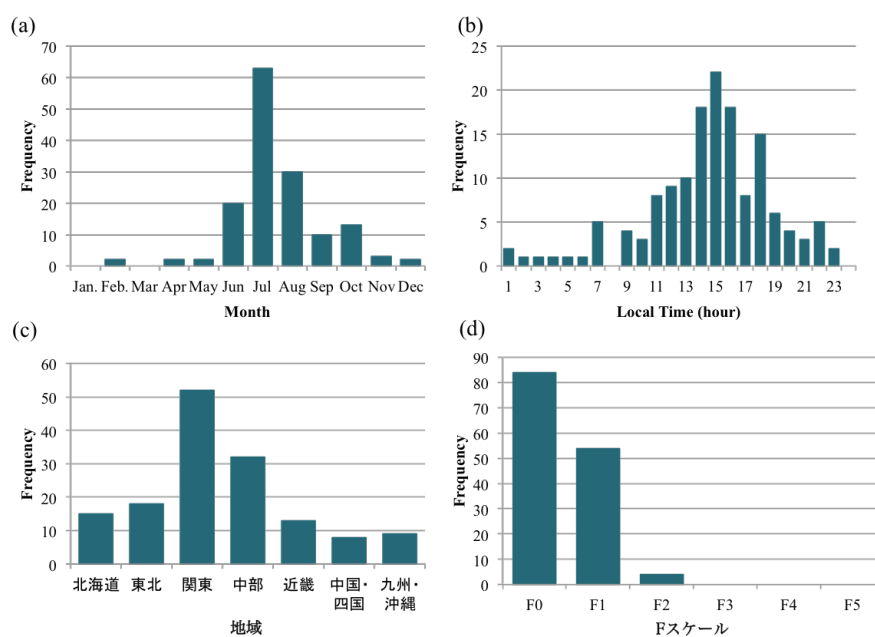 (a)
70
60
50
40
30
20
10
0
Frequency
Jan. Feb. Mar Apr May Jun Jul Aug Sep Oct Nov Dec
Month
(b)
25
20
15
10
5
0
Frequency
1 3 5 7 9 11 13 15 17 19 21 23
Local Time (hour)
(c)
60
50
40
30
20
10
0
Frequency
北海道 東北 関東 中部 近畿 中国・ 九州・
四国 沖縄
地域
(d)
90
80
70
60
50
40
30
20
10
0
Frequency
F0 F1 F2 F3 F4 F5
Fスケール